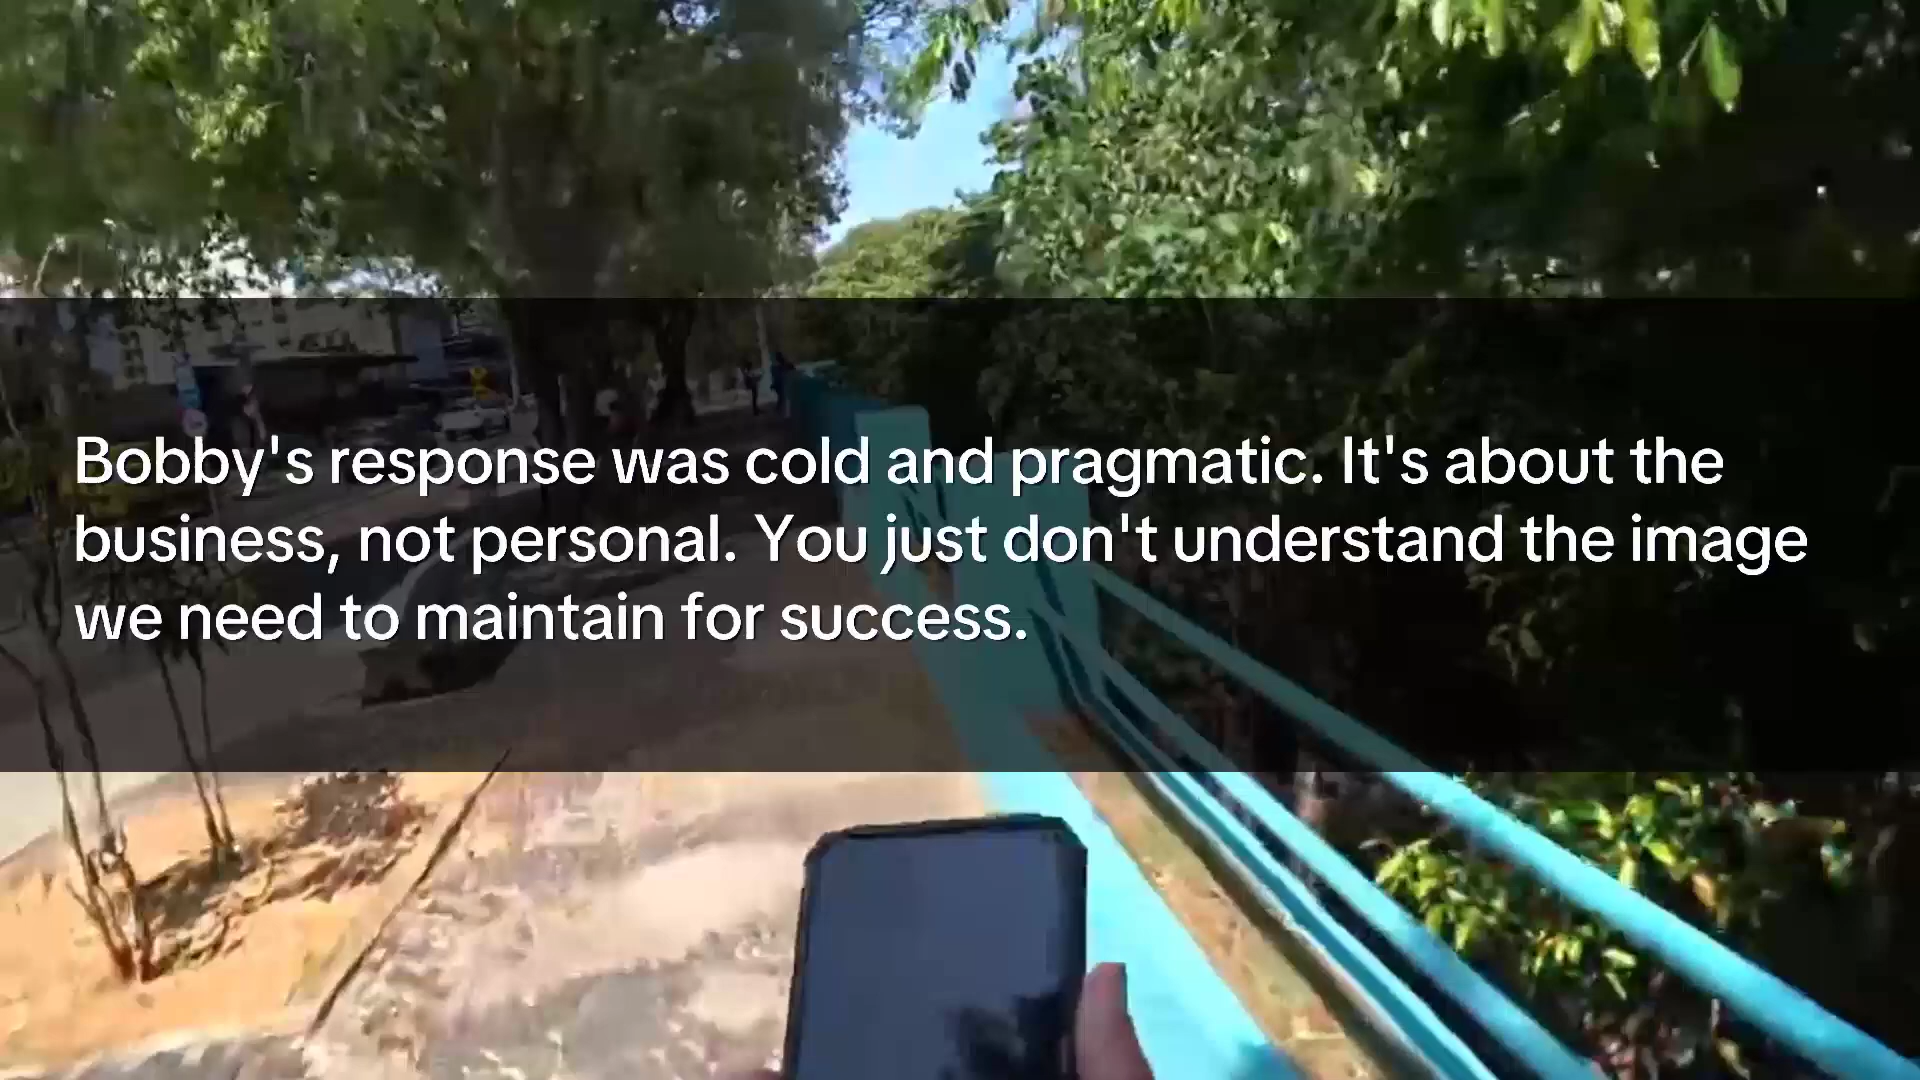 Bobby's response was cold and pragmatic. It's about the
business, not personal. You just don't understand the image
we need to maintain for success.